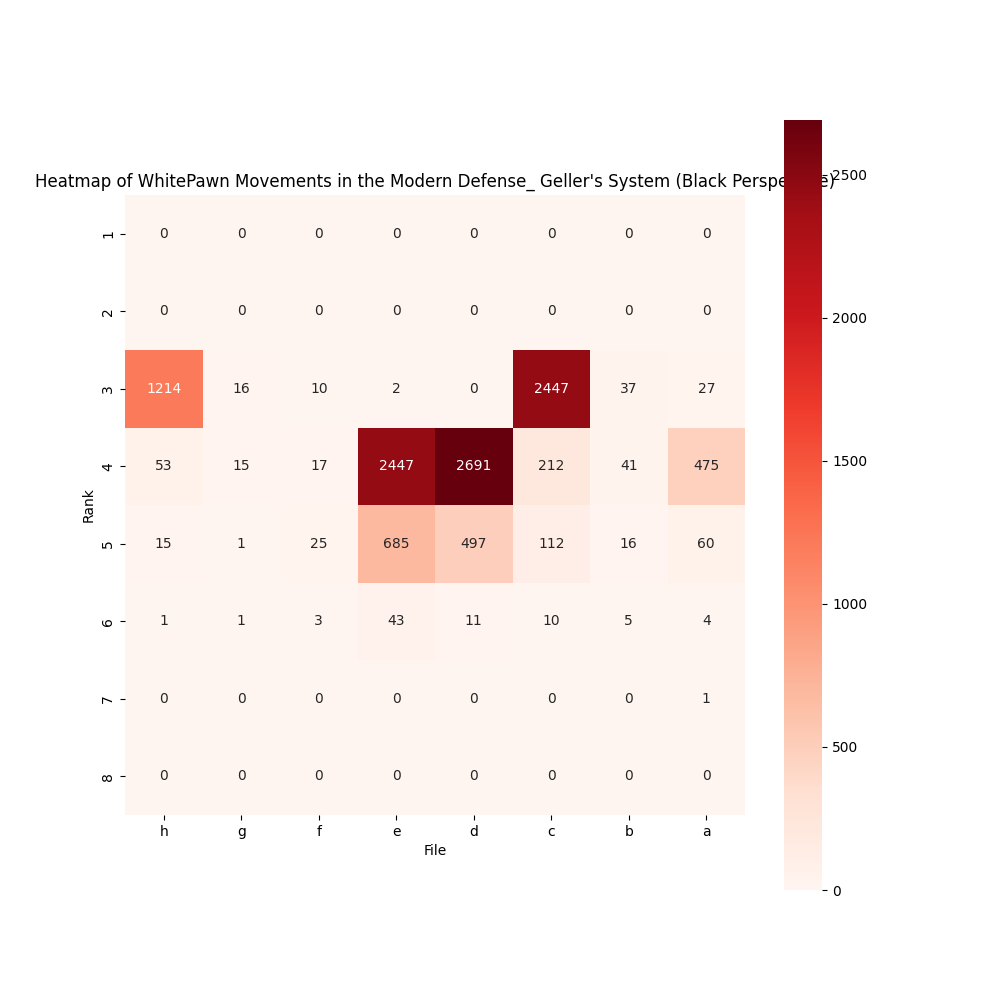 Heatmap of WhitePawn Movements in the Modern Defense_ Geller's System (Black Perspective)
2500
1 0 0 0 0 0 0 0 0
2 0 0 0 0 0 0 0 0
2000
3 1214 16 10 2 0 2447 37 27
4 53 15 17 2447 2691 212 41 475
1500
Rank
5 15 1 25 685 497 112 16 60
1000
6 1 1 3 43 11 10 5 4
7 0 0 0 0 0 0 0 1
500
8 0 0 0 0 0 0 0 0
h g f e d c b a
File
0